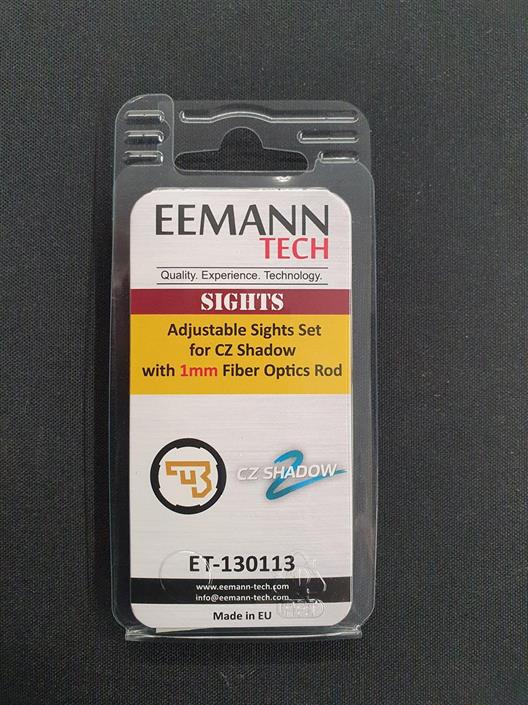 EEMANN
TECH
Quality. Experience. Technology.
SIGHTS
Adjustable Sights Set
for CZ Shadow
with 1mm Fiber Optics Rod
CZ SHADOW 2
ET-130113
www.eemann-tech.com
info@eemann-tech.com
Made in EU